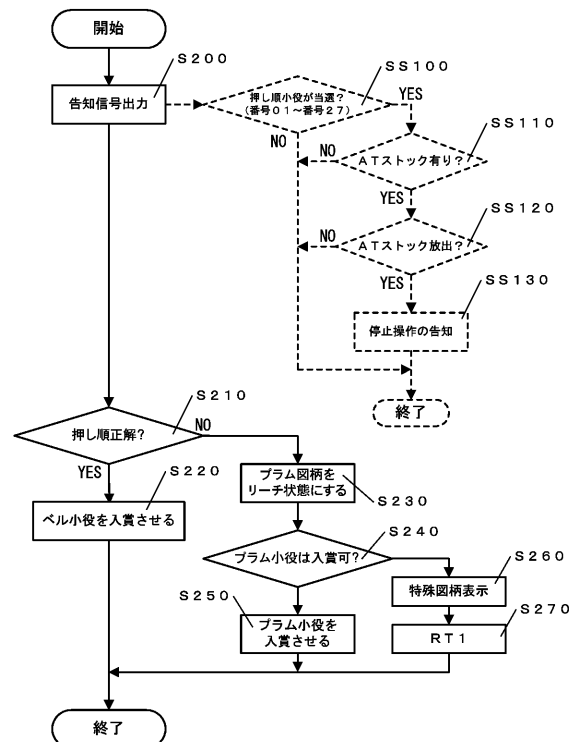 開始
S200
告知信号出力
SS100
押し順小役が当選?
(番号01~番号27)
YES
NO
SS110
ATストック有り?
NO
YES
SS120
ATストック放出?
NO
YES
SS130
停止操作の告知
終了
S210
押し順正解?
NO
YES
S220
ベル小役を入賞させる
プラム図柄を
リーチ状態にする
S230
S240
プラム小役は入賞可?
S260
特殊図柄表示
S250
プラム小役を
入賞させる
S270
RT1
終了